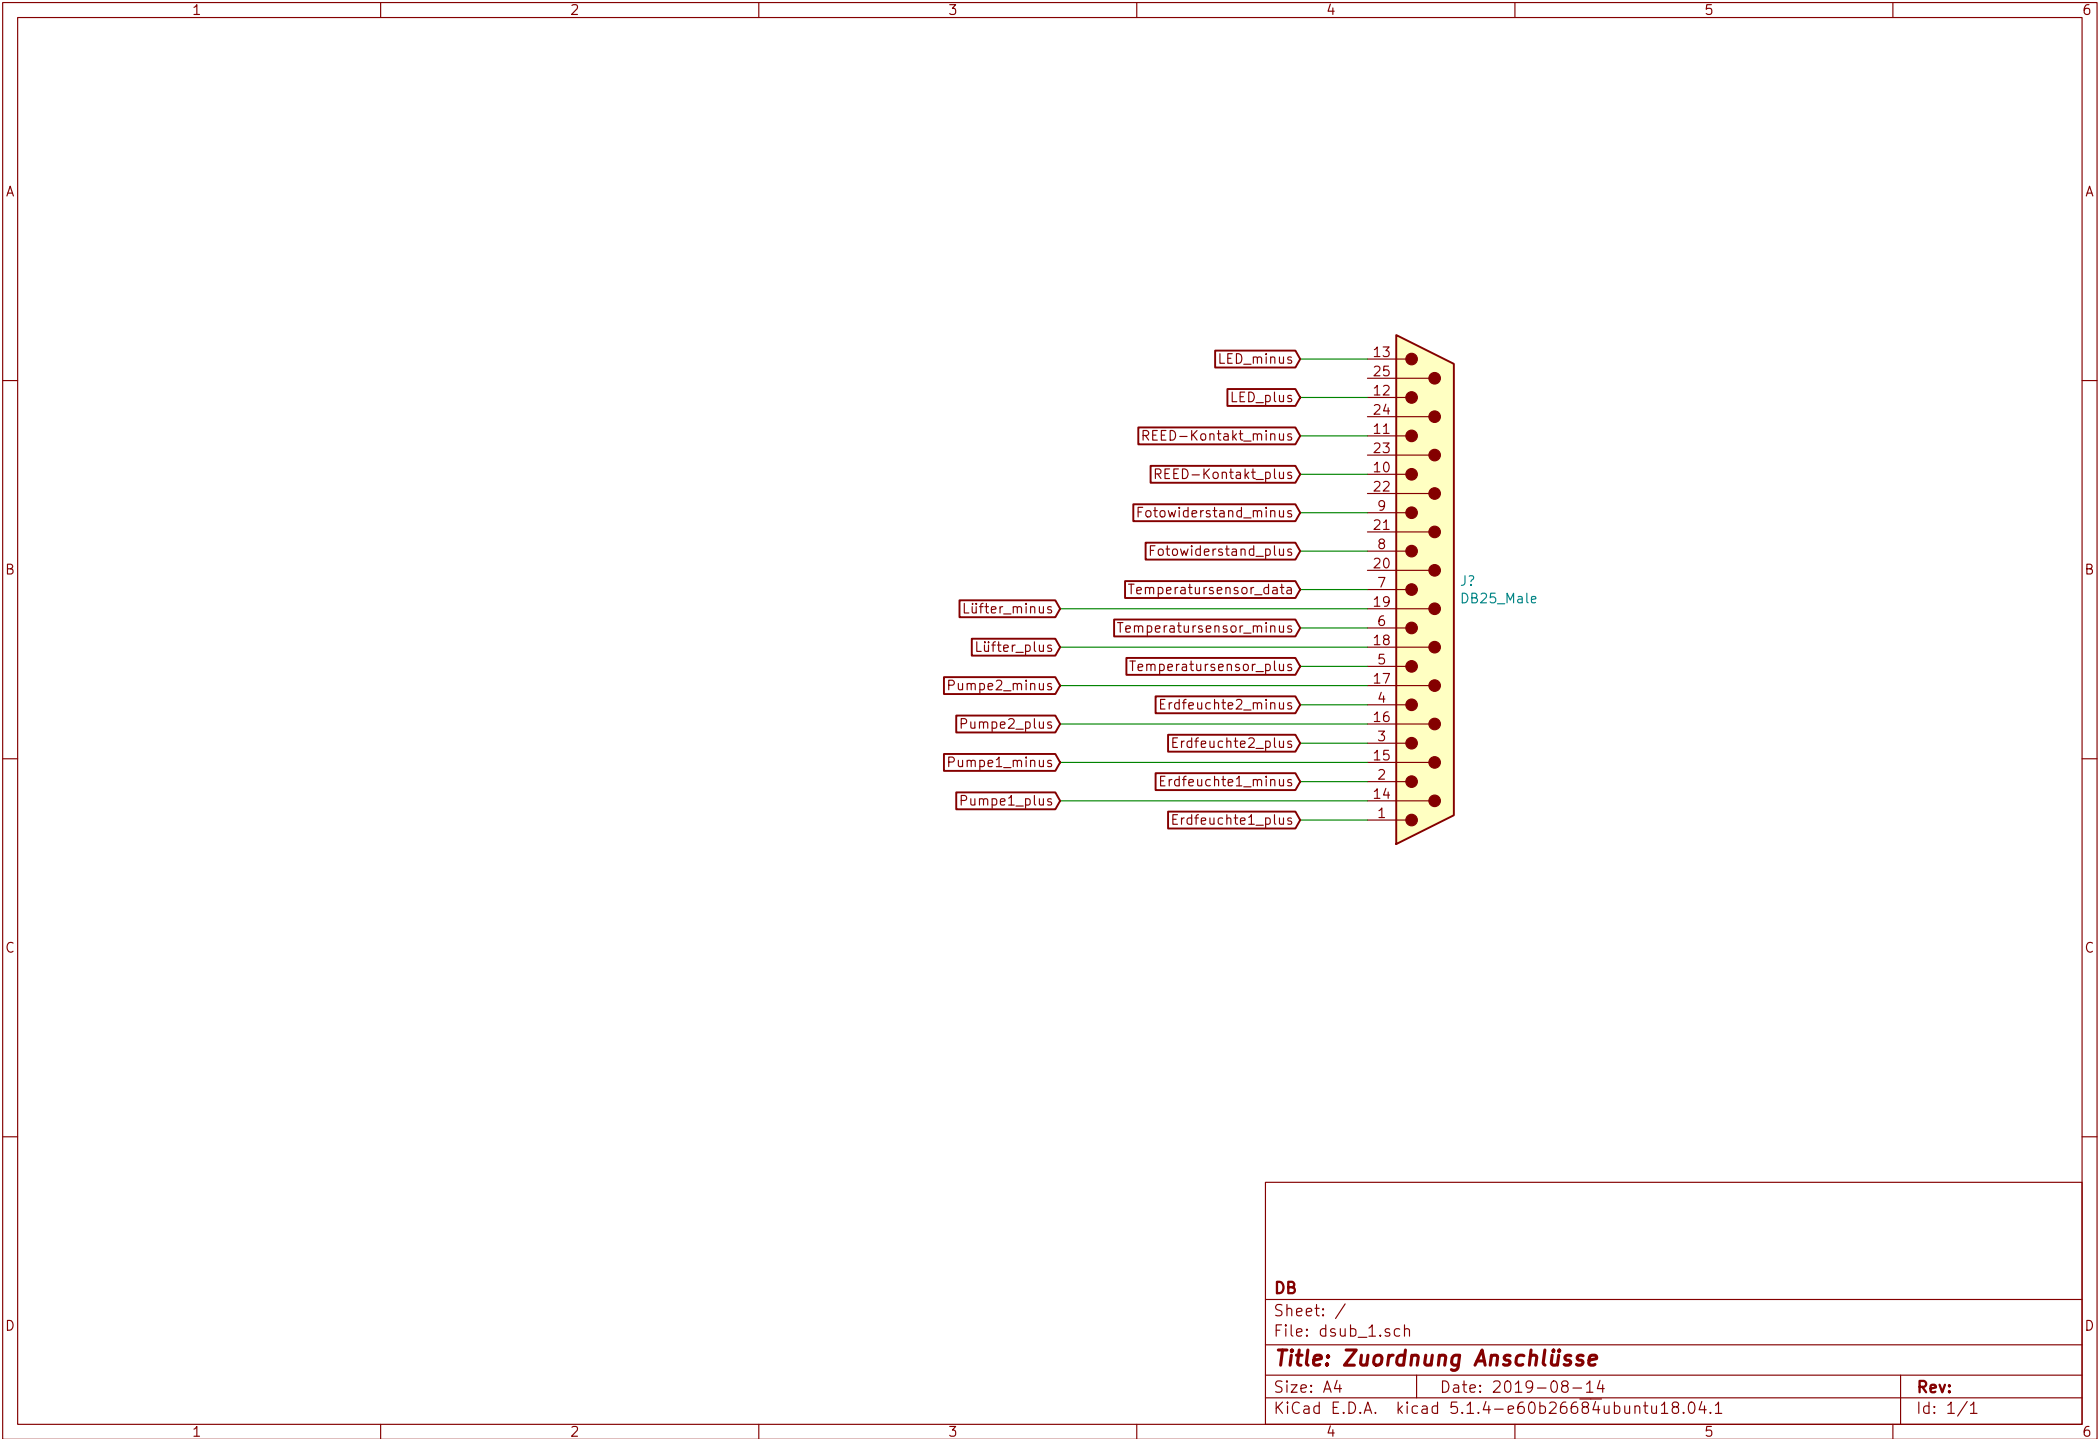 1 2 3 4 5 6
A A
LED_minus 13
25
LED_plus 12
24
REED-Kontakt_minus 11
23
REED-Kontakt_plus 10
22
Fotowiderstand_minus 9
21
Fotowiderstand_plus 8
20
B B
J?
Temperatursensor_data 7
DB25_Male
Lüfter_minus 19
Temperatursensor_minus 6
Lüfter_plus 18
Temperatursensor_plus 5
Pumpe2_minus 17
Erdfeuchte2_minus 4
Pumpe2_plus 16
Erdfeuchte2_plus 3
Pumpe1_minus 15
Erdfeuchte1_minus 2
Pumpe1_plus 14
Erdfeuchte1_plus 1
C C
DB
Sheet: /
File: dsub_1.sch
D D
Title: Zuordnung Anschlüsse
Size: A4 Date: 2019-08-14 Rev:
KiCad E.D.A. kicad 5.1.4-e60b26684ubuntu18.04.1 Id: 1/1
1 2 3 4 5 6